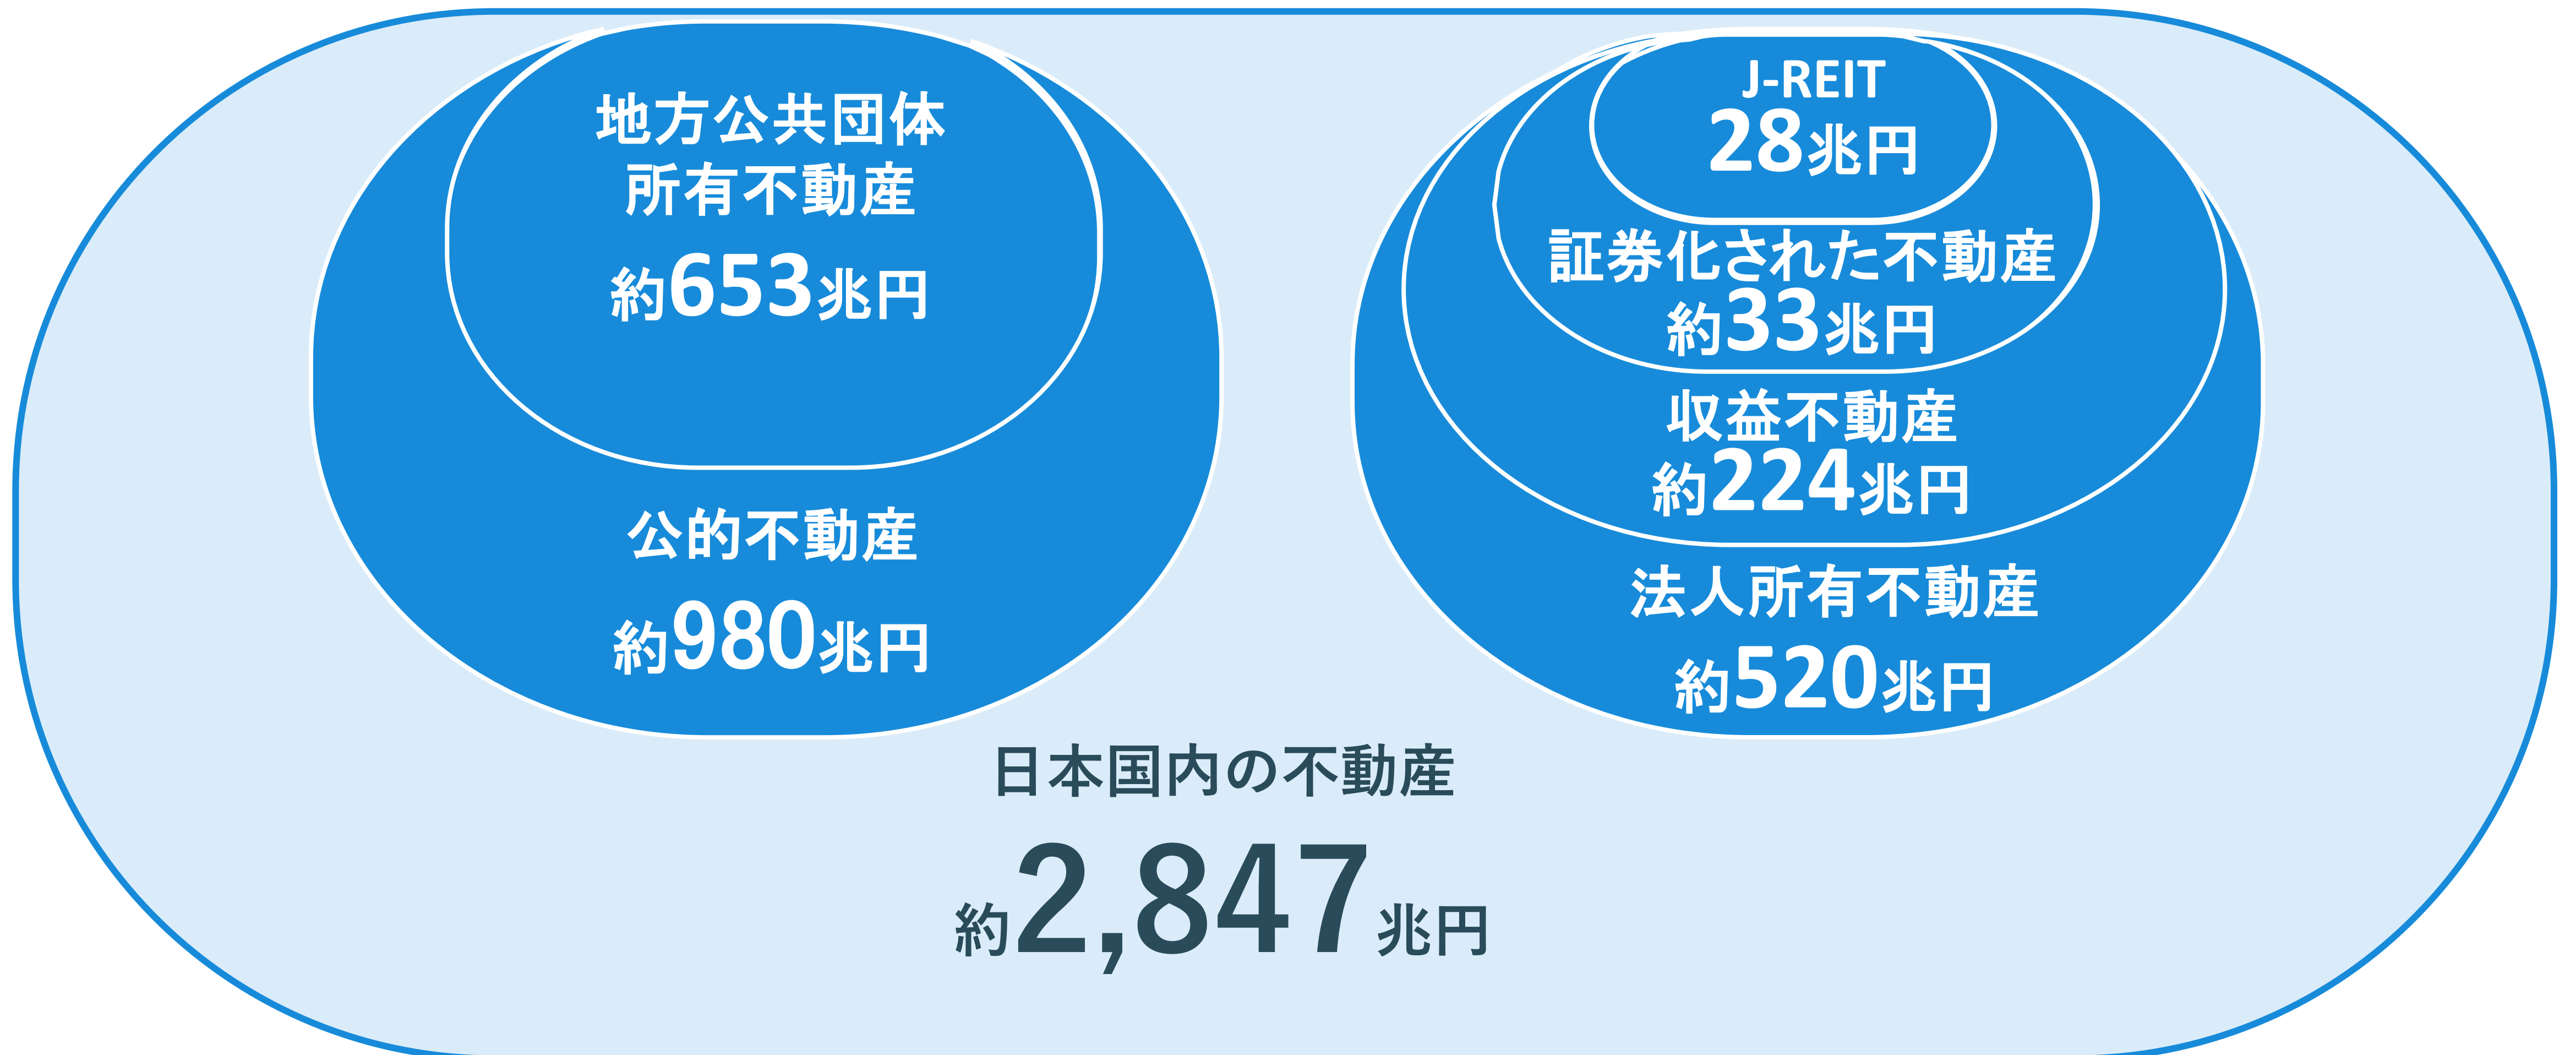 地方公共団体
所有不動産
約653兆円
公的不動産
約980兆円
J-REIT
28兆円
証券化された不動産
約33兆円
収益不動産
約224兆円
法人所有不動産
約520兆円
日本国内の不動産
約2,847兆円